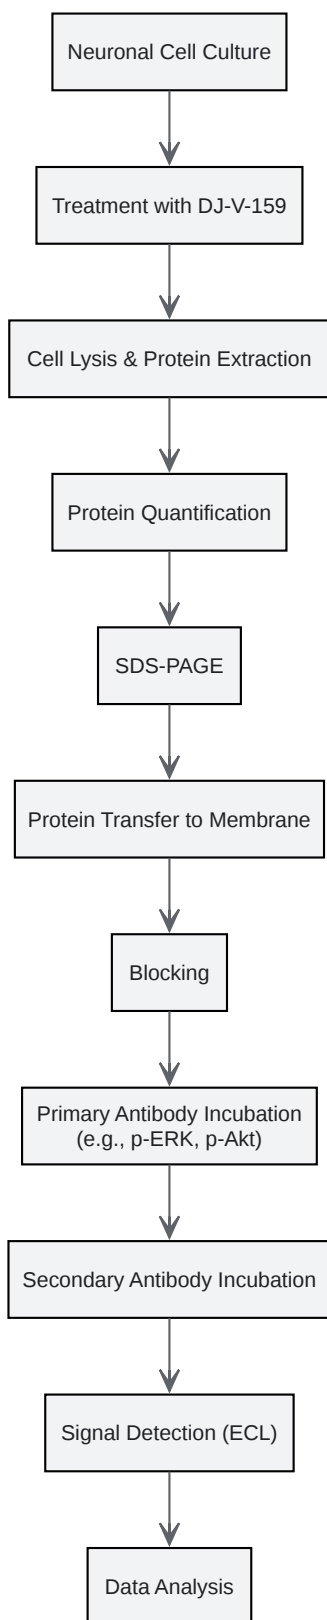 Neuronal Cell Culture
Treatment with DJ-V-159
Cell Lysis & Protein Extraction
Protein Quantification
SDS-PAGE
Protein Transfer to Membrane
Blocking
Primary Antibody Incubation
(e.g., p-ERK, p-Akt)
Secondary Antibody Incubation
Signal Detection (ECL)
Data Analysis